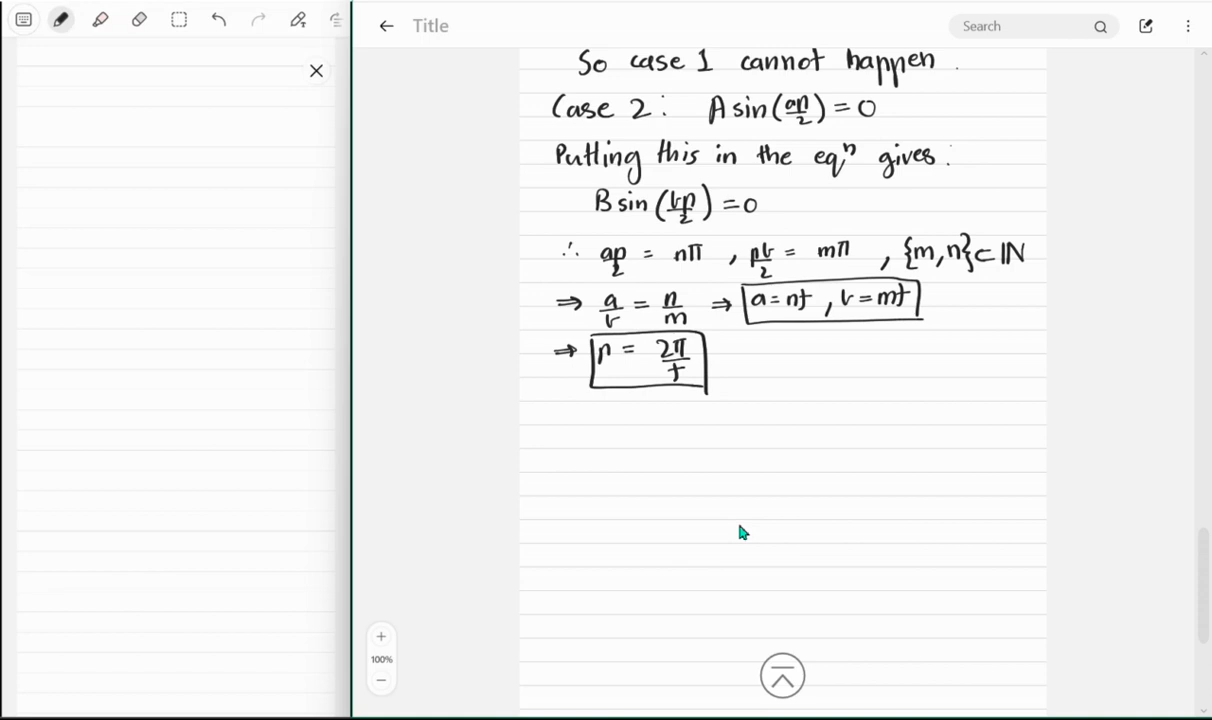 Title
Search
So case 1 cannot happen.
Case 2: A sin(ap/2) = 0
Putting this in the eqⁿ gives:
B sin(bp/2) = 0
∴ ap/2 = nπ, pb/2 = mπ, {m,n}⊂ℕ
⇒ a/b = n/m ⇒ a = nt, b = mt
⇒ p = 2π/t
100%